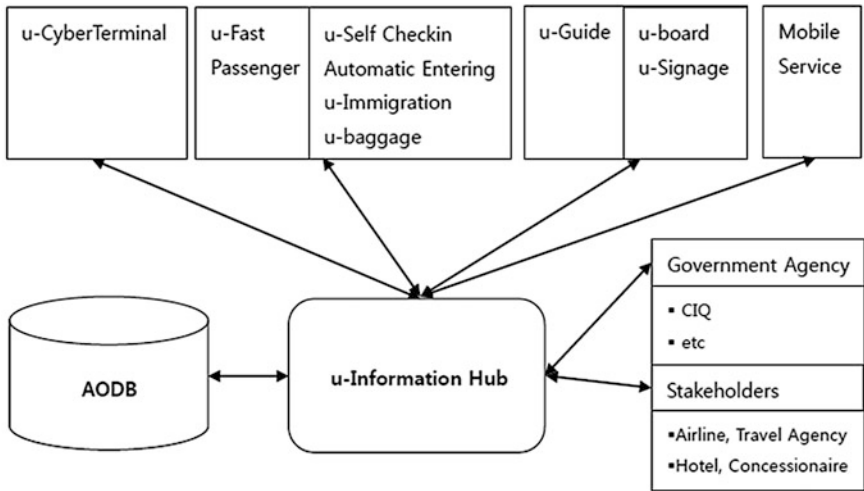 u-CyberTerminal
u-Fast
Passenger
u-Self Checkin
Automatic Entering
u-Immigration
u-baggage
u-Guide
u-board
u-Signage
Mobile
Service
Government Agency
▪ CIQ
▪ etc
Stakeholders
▪Airline, Travel Agency
▪Hotel, Concessionaire
AODB
u-Information Hub